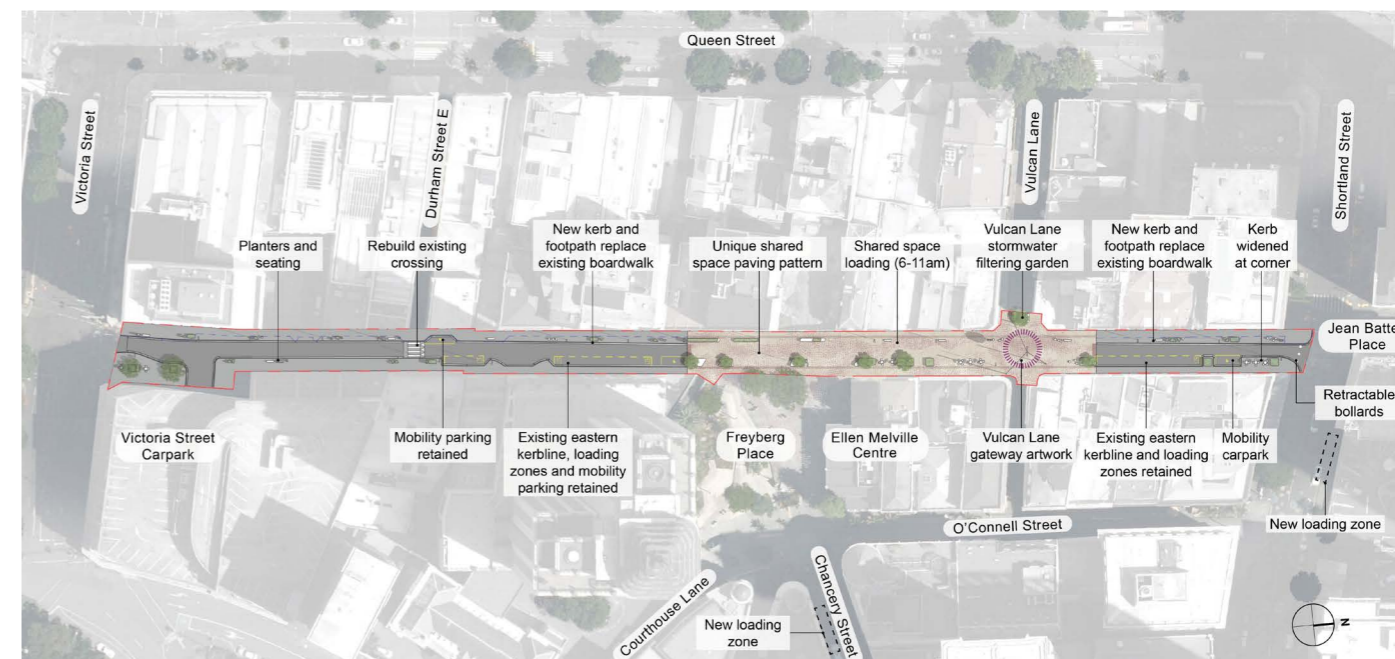 Queen Street
Victoria Street
Durham Street E
Vulcan Lane
Shortland Street
Planters and
seating
Rebuild existing
crossing
New kerb and
footpath replace
existing boardwalk
Unique shared
space paving pattern
Shared space
loading (6-11am)
Vulcan Lane
stormwater
filtering garden
New kerb and
footpath replace
existing boardwalk
Kerb
widened
at corner
Jean Batte
Place
Retractable
bollards
Victoria Street
Carpark
Mobility parking
retained
Existing eastern
kerbline, loading
zones and mobility
parking retained
Freyberg
Place
Ellen Melville
Centre
Vulcan Lane
gateway artwork
Existing eastern
kerbline and loading
zones retained
Mobility
carpark
New loading zone
O'Connell Street
Courthouse Lane
Chancery Street
New loading
zone
N